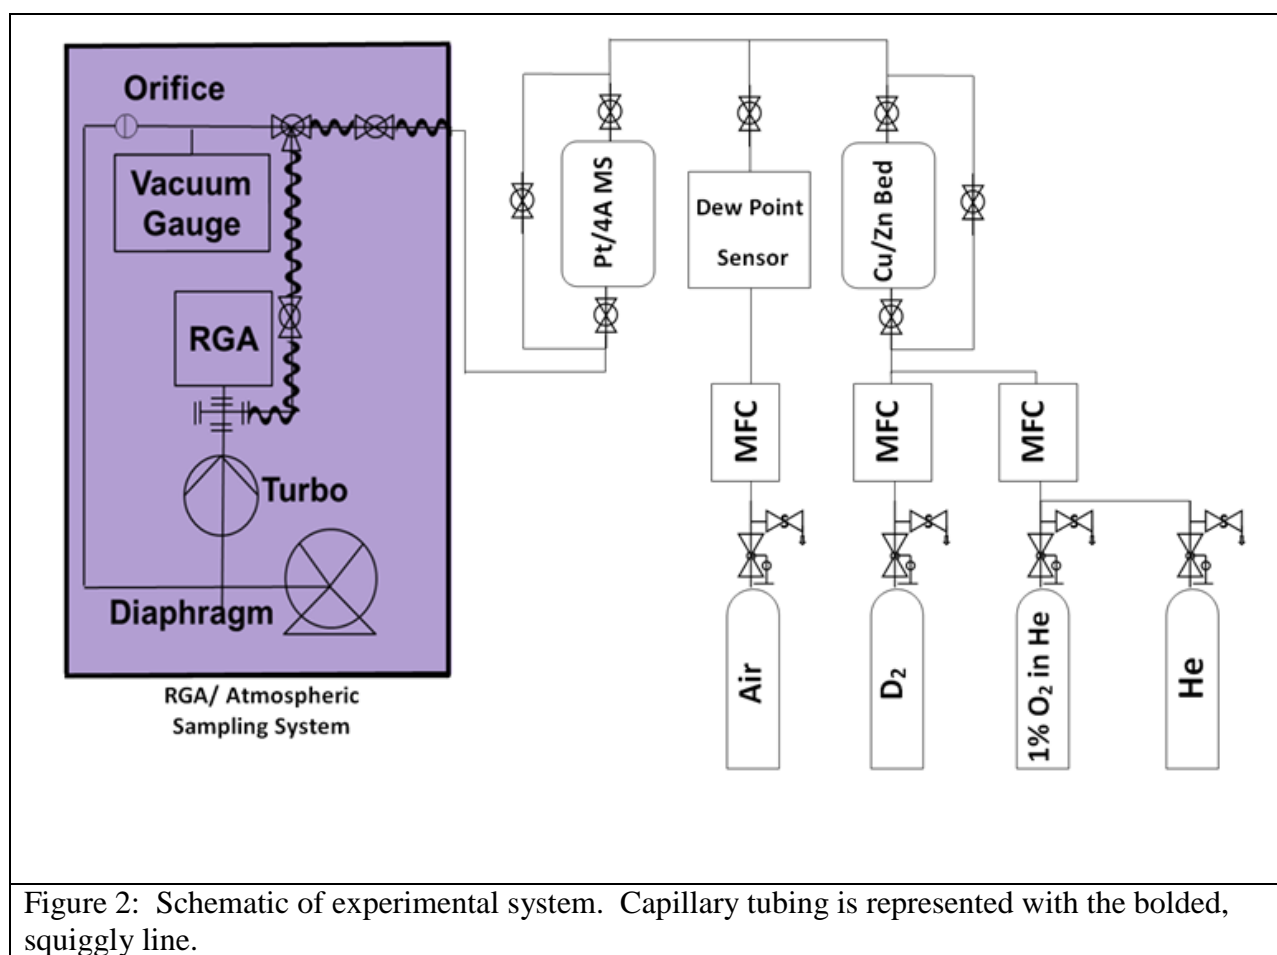 Orifice
Vacuum
Gauge
RGA
Turbo
Diaphragm
RGA/ Atmospheric
Sampling System
Pt/4A MS
Dew Point
Sensor
Cu/Zn Bed
MFC
MFC
MFC
S
S
S
S
Air
D₂
1% O₂ in He
He
Figure 2:  Schematic of experimental system.  Capillary tubing is represented with the bolded,
squiggly line.